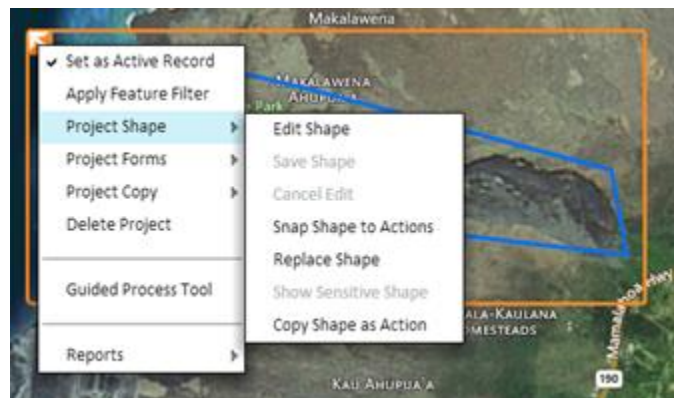 Makalawena
Set as Active Record
MAKALAWENA
Apply Feature Filter
AHUPUA'A
Park
Project Shape
Edit Shape
Project Forms
Save Shape
Project Copy
Cancel Edit
Delete Project
Snap Shape to Actions
Replace Shape
Guided Process Tool
Show Sensitive Shape
ALA-KAULANA
Copy Shape as Action
OMESTEADS
Mamalahoa Hwy
Reports
190
KAU AHUPUA'A